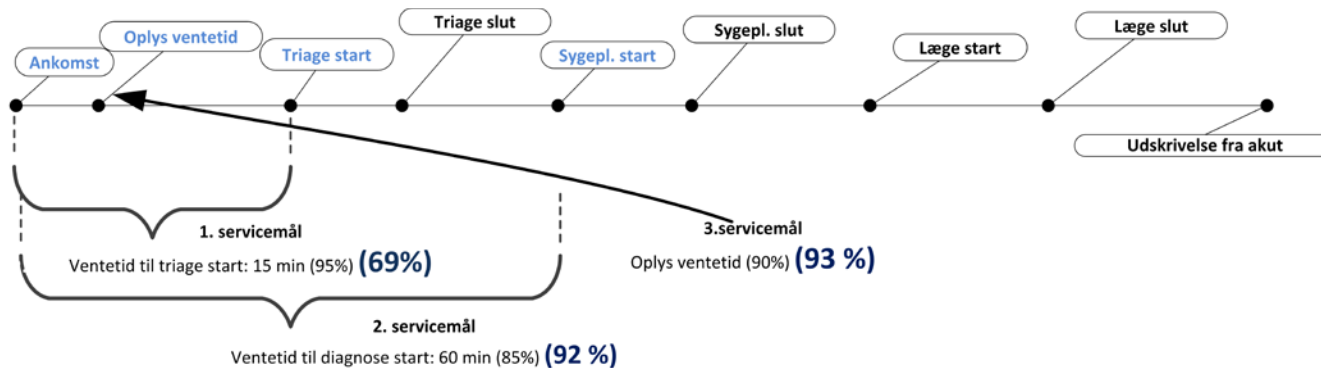 Ankomst
Oplys ventetid
Triage start
Triage slut
Sygepl. start
Sygepl. slut
Læge start
Læge slut
Udskrivelse fra akut
1. servicemål
Ventetid til triage start: 15 min (95%) (69%)
3.servicemål
Oplys ventetid (90%) (93 %)
2. servicemål
Ventetid til diagnose start: 60 min (85%) (92 %)